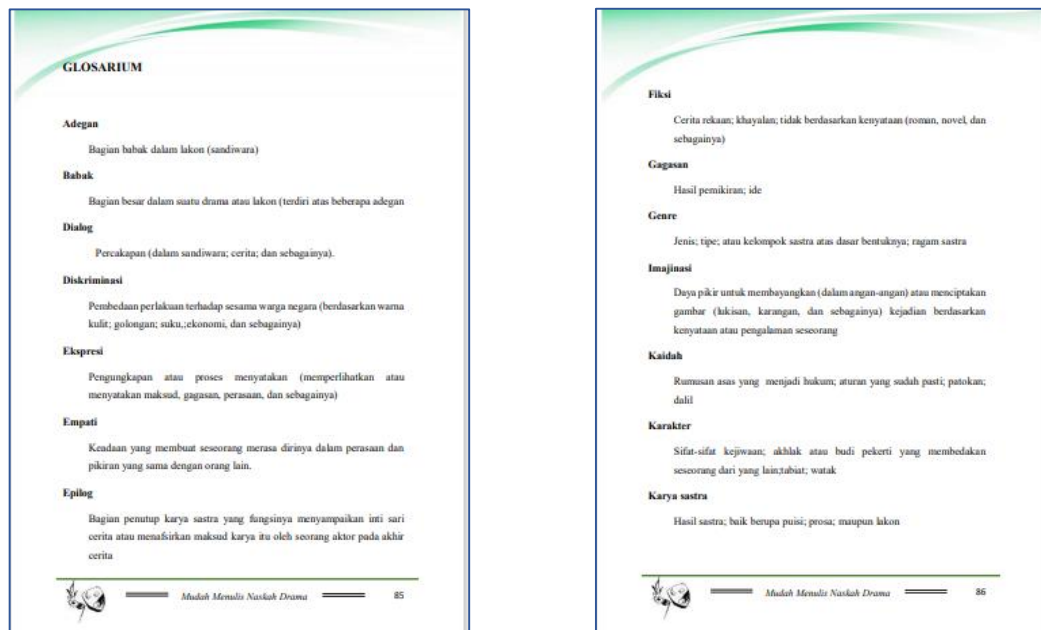 GLOSARIUM
Adegan
Bagian babak dalam lakon (sandiwara)
Babak
Bagian besar dalam suatu drama atau lakon (terdiri atas beberapa adegan
Dialog
Percakapan (dalam sandiwara; cerita; dan sebagainya).
Diskriminasi
Pembedaan perlakuan terhadap sesama warga negara (berdasarkan warna
kulit; golongan; suku,;ekonomi, dan sebagainya)
Ekspresi
Pengungkapan atau proses menyatakan (memperlihatkan atau
menyatakan maksud, gagasan, perasaan, dan sebagainya)
Empati
Keadaan yang membuat seseorang merasa dirinya dalam perasaan dan
pikiran yang sama dengan orang lain.
Epilog
Bagian penutup karya sastra yang fungsinya menyampaikan inti sari
cerita atau menafsirkan maksud karya itu oleh seorang aktor pada akhir
cerita
Mudah Menulis Naskah Drama 85
Fiksi
Cerita rekaan; khayalan; tidak berdasarkan kenyataan (roman, novel, dan
sebagainya)
Gagasan
Hasil pemikiran; ide
Genre
Jenis; tipe; atau kelompok sastra atas dasar bentuknya; ragam sastra
Imajinasi
Daya pikir untuk membayangkan (dalam angan-angan) atau menciptakan
gambar (lukisan, karangan, dan sebagainya) kejadian berdasarkan
kenyataan atau pengalaman seseorang
Kaidah
Rumusan asas yang menjadi hukum; aturan yang sudah pasti; patokan;
dalil
Karakter
Sifat-sifat kejiwaan; akhlak atau budi pekerti yang membedakan
seseorang dari yang lain;tabiat; watak
Karya sastra
Hasil sastra; baik berupa puisi; prosa; maupun lakon
Mudah Menulis Naskah Drama 86